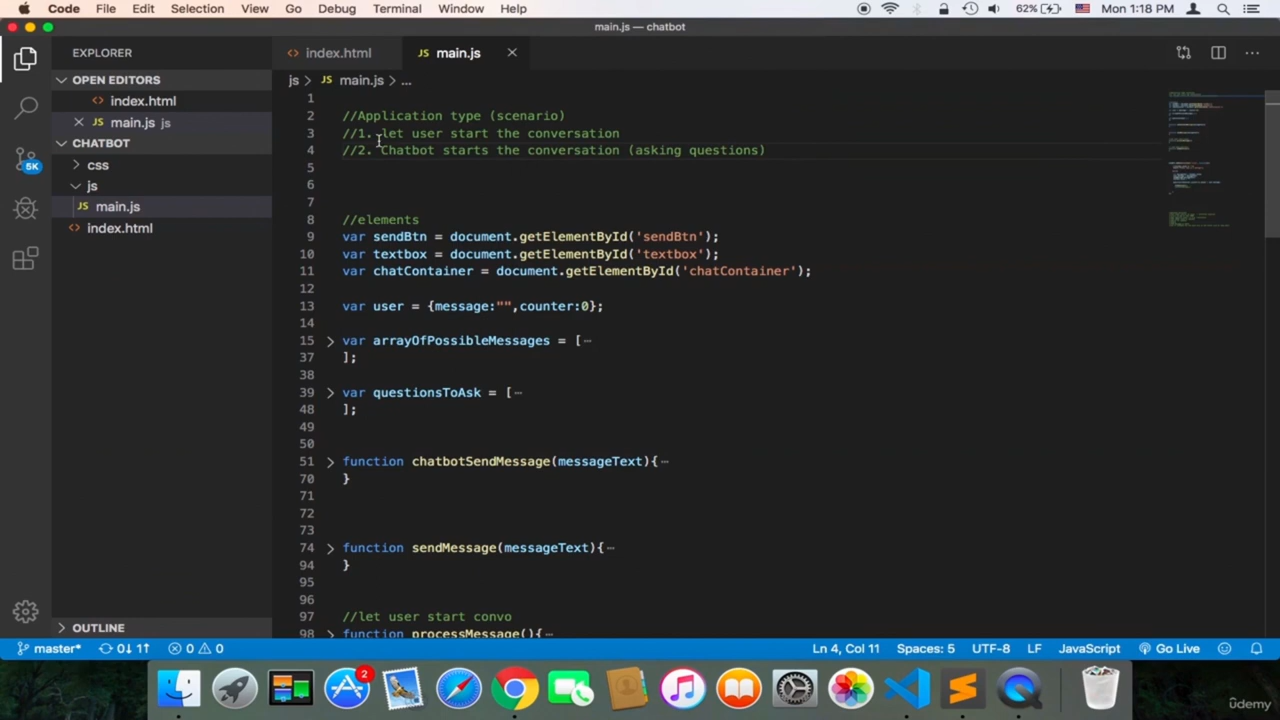 Code File Edit Selection View Go Debug Terminal Window Help 62% Mon 1:18 PM
main.js — chatbot
EXPLORER
index.html
main.js
OPEN EDITORS
js main.js ...
index.html
main.js js
CHATBOT
css
js
main.js
index.html
5K
1
2 //Application type (scenario)
3 //1. let user start the conversation
4 //2. Chatbot starts the conversation (asking questions)
5
6
7
8 //elements
9 var sendBtn = document.getElementById('sendBtn');
10 var textbox = document.getElementById('textbox');
11 var chatContainer = document.getElementById('chatContainer');
12
13 var user = {message:"",counter:0};
14
15 var arrayOfPossibleMessages = [
37 ];
38
39 var questionsToAsk = [
48 ];
49
50
51 function chatbotSendMessage(messageText){
70 }
71
72
73
74 function sendMessage(messageText){
94 }
95
96
97 //let user start convo
98 function processMessage(){
OUTLINE
master* 0↓ 1↑ 0 0 Ln 4, Col 11 Spaces: 5 UTF-8 LF JavaScript Go Live
2
ûdemy